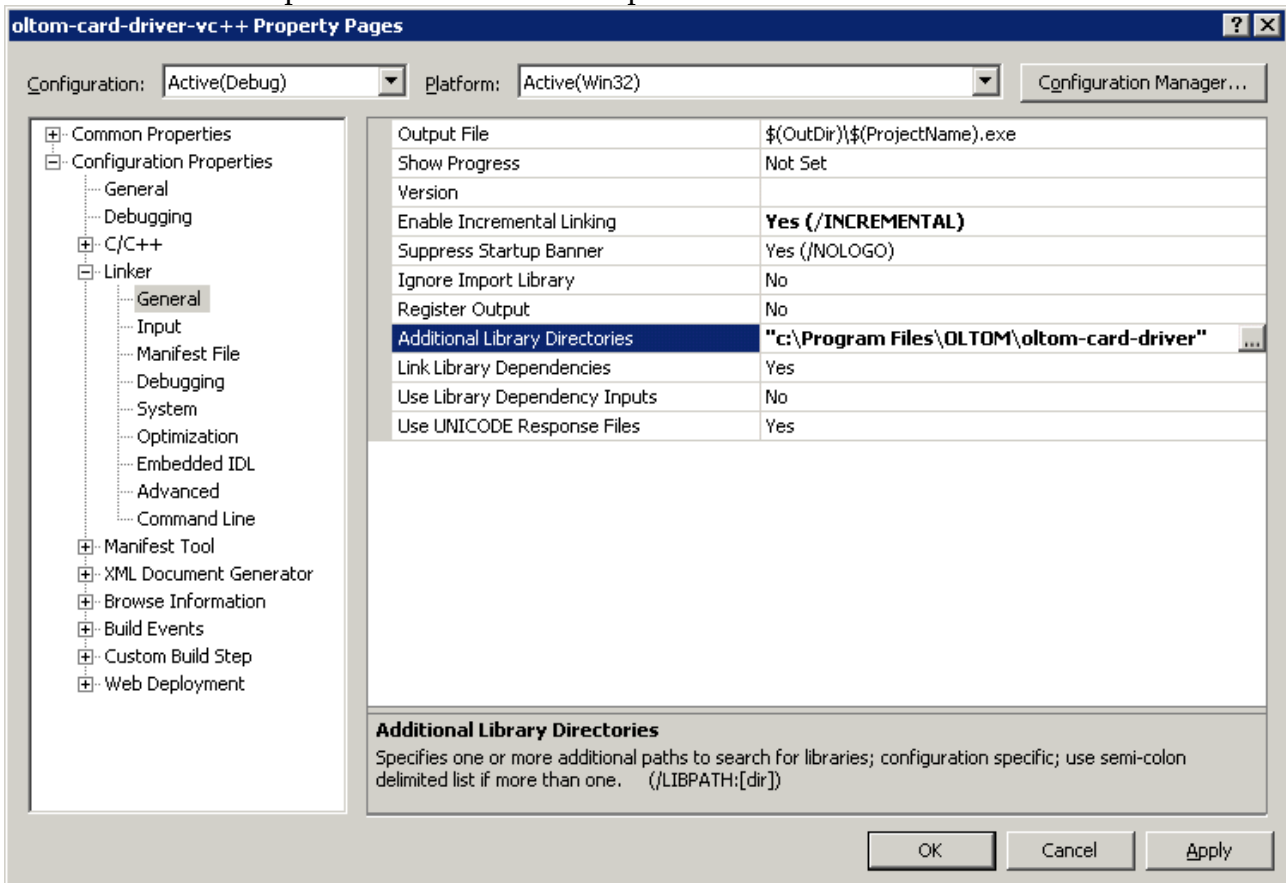 oltom-card-driver-vc++ Property Pages
Configuration: Active(Debug) Platform: Active(Win32) Configuration Manager...
Common Properties
Configuration Properties
General
Debugging
C/C++
Linker
General
Input
Manifest File
Debugging
System
Optimization
Embedded IDL
Advanced
Command Line
Manifest Tool
XML Document Generator
Browse Information
Build Events
Custom Build Step
Web Deployment
Output File $(OutDir)\$(ProjectName).exe
Show Progress Not Set
Version
Enable Incremental Linking Yes (/INCREMENTAL)
Suppress Startup Banner Yes (/NOLOGO)
Ignore Import Library No
Register Output No
Additional Library Directories "c:\Program Files\OLTOM\oltom-card-driver" ...
Link Library Dependencies Yes
Use Library Dependency Inputs No
Use UNICODE Response Files Yes
Additional Library Directories
Specifies one or more additional paths to search for libraries; configuration specific; use semi-colon
delimited list if more than one. (/LIBPATH:[dir])
OK Cancel Apply